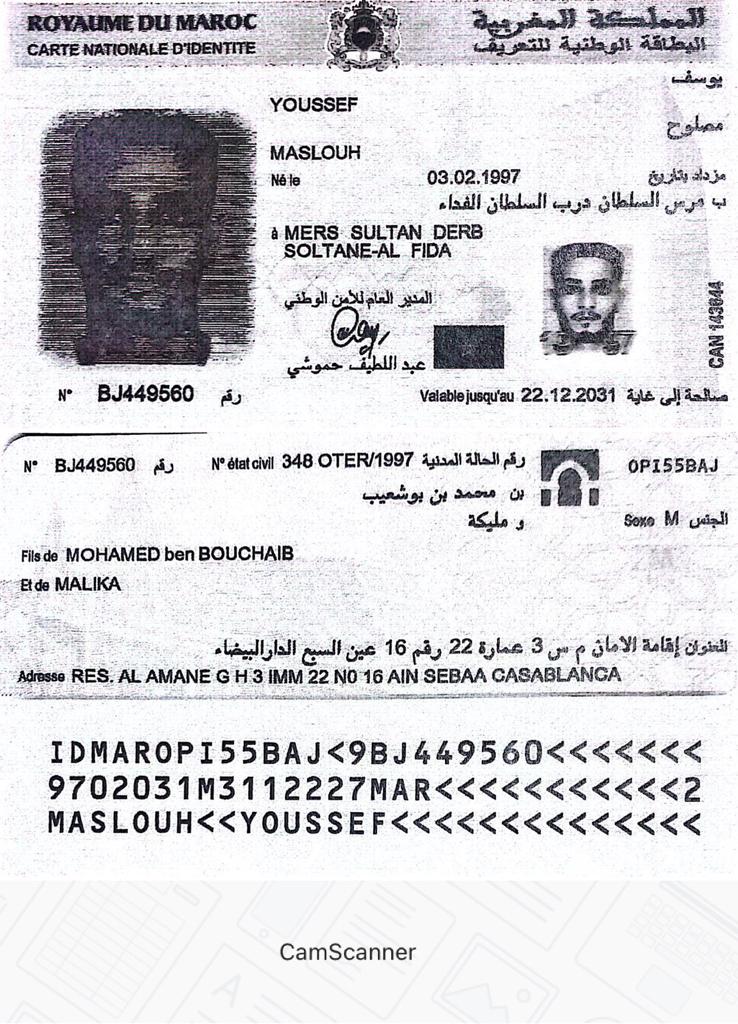 ROYAUME DU MAROC
المملكة المغربية
CARTE NATIONALE D'IDENTITE
البطاقة الوطنية للتعريف
يوسف
YOUSSEF
مصلوح
MASLOUH
Né le 03.02.1997 مزداد بتاريخ
ب مرس السلطان درب السلطان الفداء
à MERS SULTAN DERB
SOLTANE-AL FIDA
المدير العام للأمن الوطني
عبد اللطيف حموشي
CAN 143644
N° BJ449560 رقم
Valable jusqu'au 22.12.2031 صالحة إلى غاية
N° BJ449560 رقم
N° état civil 348 OTER/1997 رقم الحالة المدنية
OPI55BAJ
بن محمد بن بوشعيب
و مليكة
Sexe M الجنس
Fils de MOHAMED ben BOUCHAIB
Et de MALIKA
العنوان إقامة الامان م س 3 عمارة 22 رقم 16 عين السبع الدارالبيضاء
Adresse RES. AL AMANE G H 3 IMM 22 N0 16 AIN SEBAA CASABLANCA
IDMAROPI55BAJ<9BJ449560<<<<<<<
9702031M3112227MAR<<<<<<<<<<<2
MASLOUH<<YOUSSEF<<<<<<<<<<<<<<
CamScanner